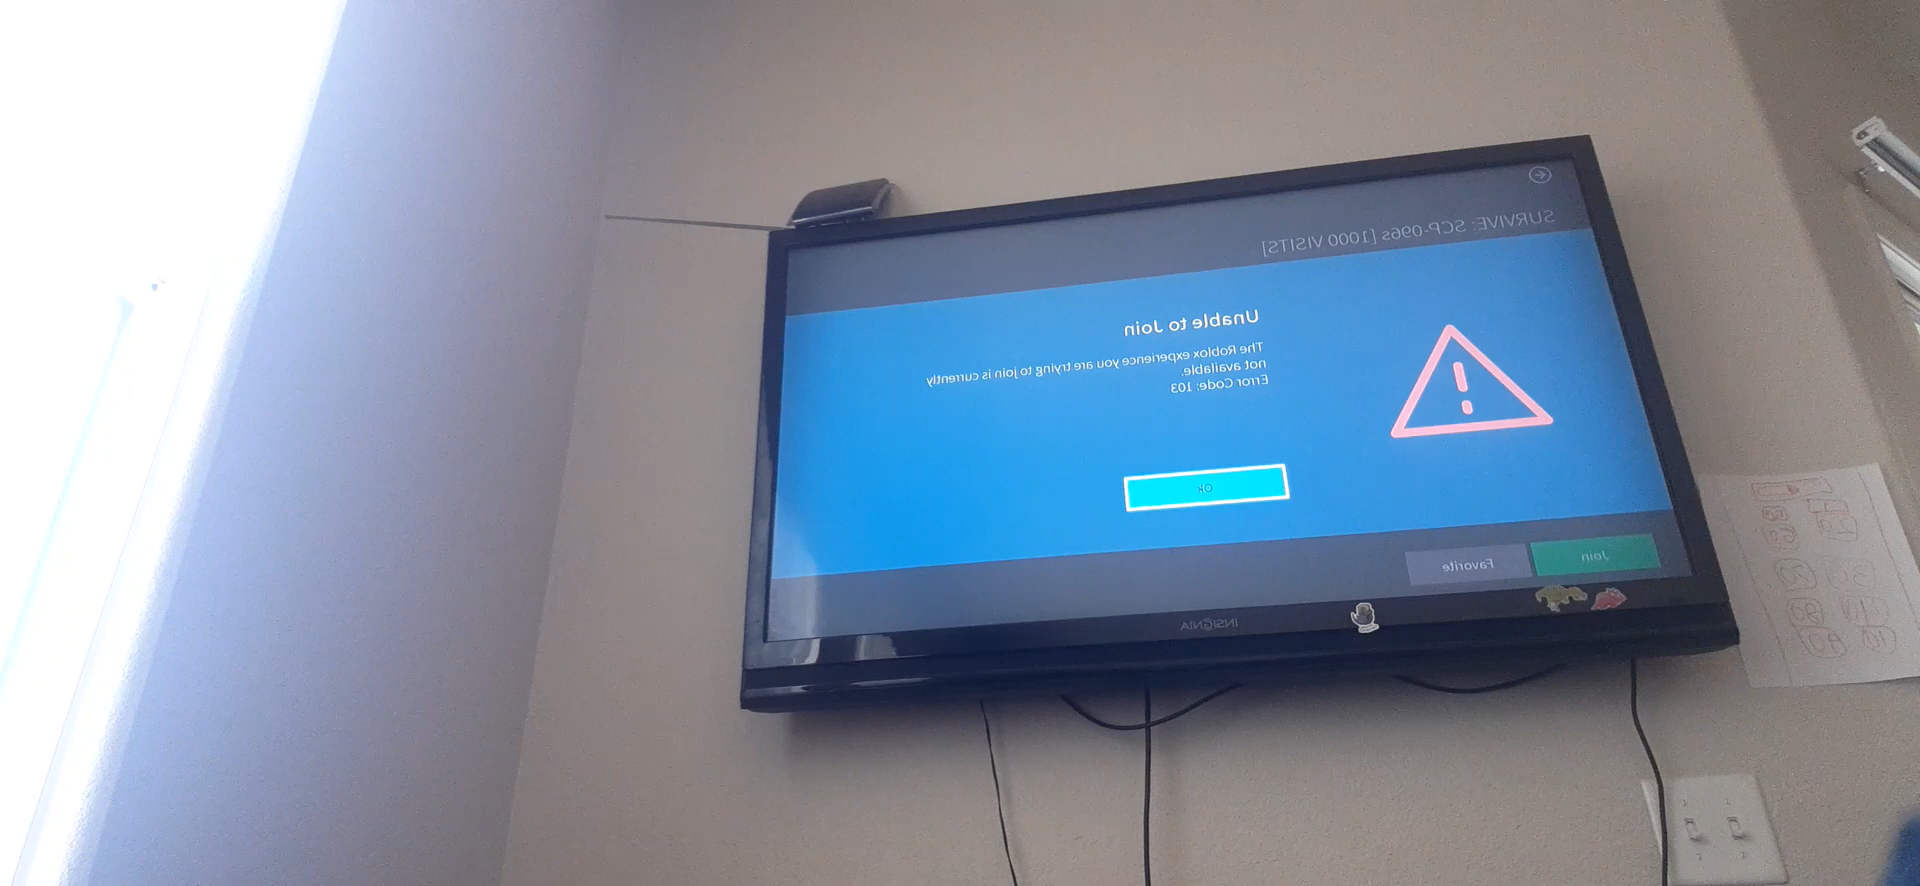 SURVIVE: SCP-096s [1000 VISITS]
Unable to Join
The Roblox experience you are trying to join is currently
not available.
Error Code: 103
Ok
Join
Favorite
INSIGNIA